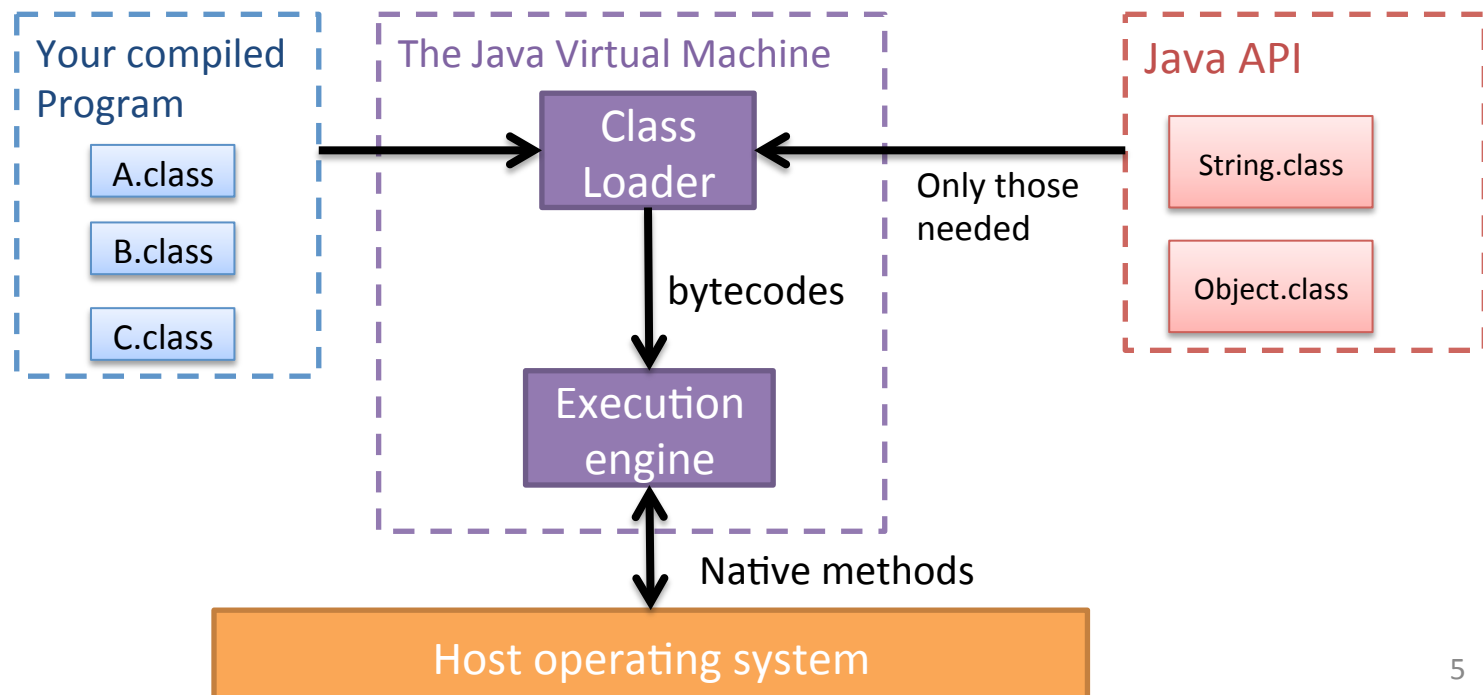 Your compiled
Program
A.class
B.class
C.class
The Java Virtual Machine
Class
Loader
bytecodes
Execution
engine
Native methods
Java API
String.class
Object.class
Only those
needed
Host operating system
5